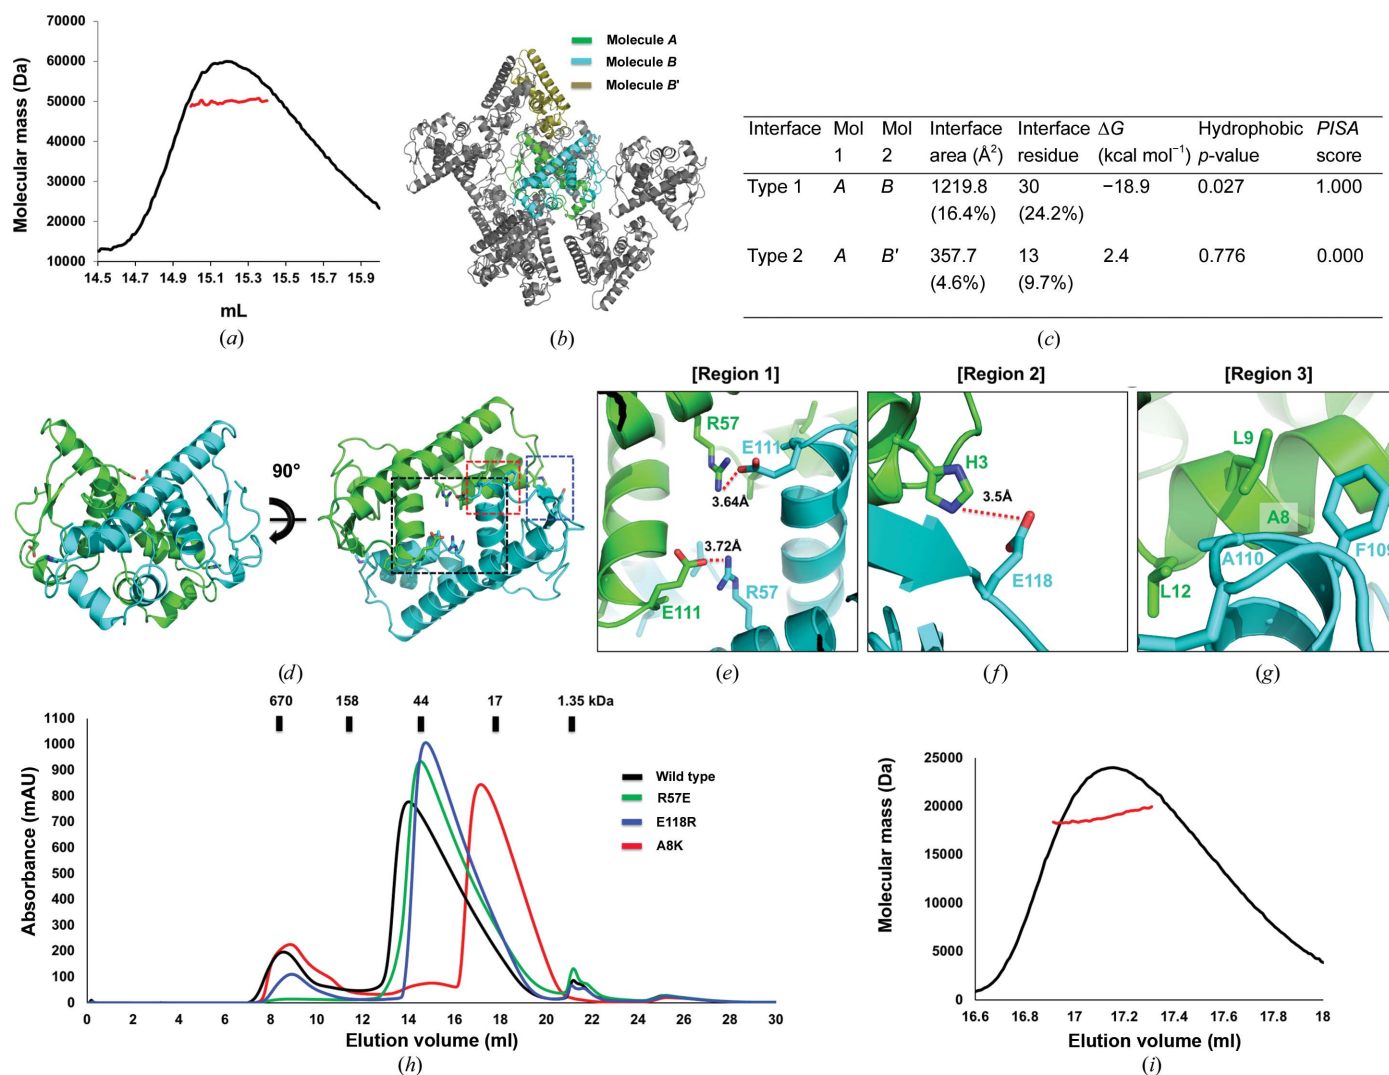 70000
60000
50000
40000
30000
20000
10000
Molecular mass (Da)
14.5 14.7 14.9 15.1 15.3 15.5 15.7 15.9
mL
(a)
Molecule A
Molecule B
Molecule B'
(b)
Interface Mol 1 Mol 2 Interface area (Å²) Interface residue ΔG (kcal mol⁻¹) Hydrophobic p-value PISA score
Type 1 A B 1219.8 (16.4%) 30 (24.2%) −18.9 0.027 1.000
Type 2 A B' 357.7 (4.6%) 13 (9.7%) 2.4 0.776 0.000
(c)
90°
(d)
[Region 1]
R57
E111
3.64Å
3.72Å
E111
R57
(e)
[Region 2]
H3
3.5Å
E118
(f)
[Region 3]
L9
A8
A110
F109
L12
(g)
670 158 44 17 1.35 kDa
1100
1000
900
800
700
600
500
400
300
200
100
0
Absorbance (mAU)
Wild type
R57E
E118R
A8K
0 2 4 6 8 10 12 14 16 18 20 22 24 26 28 30
Elution volume (ml)
(h)
25000
20000
15000
10000
5000
0
Molecular mass (Da)
16.6 16.8 17 17.2 17.4 17.6 17.8 18
Elution volume (ml)
(i)